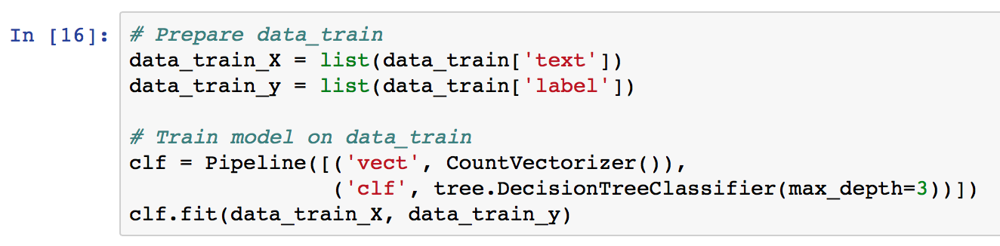 In [16]: # Prepare data_train
data_train_X = list(data_train['text'])
data_train_y = list(data_train['label'])
# Train model on data_train
clf = Pipeline([('vect', CountVectorizer()),
('clf', tree.DecisionTreeClassifier(max_depth=3))])
clf.fit(data_train_X, data_train_y)